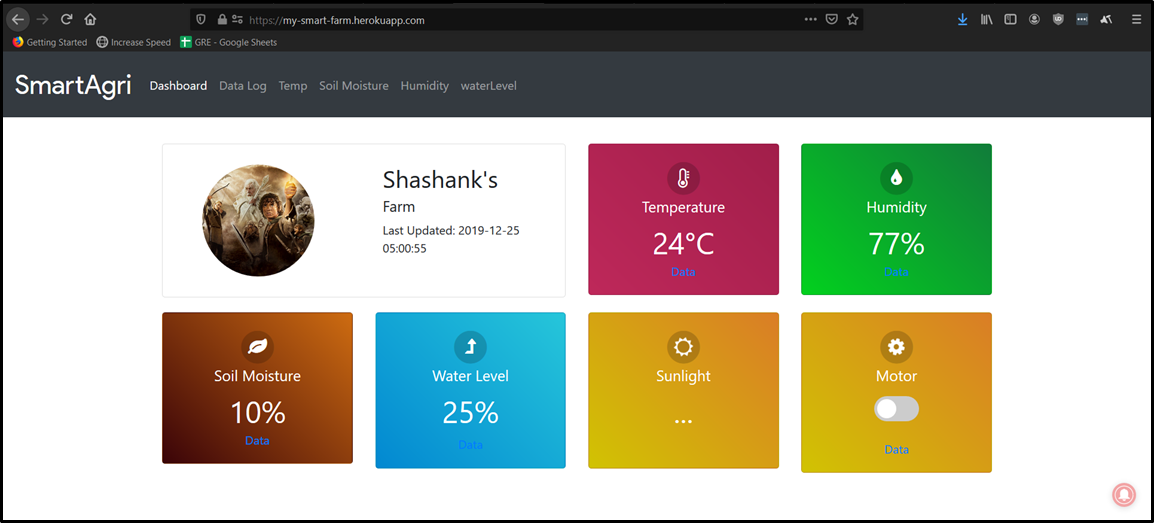 https://my-smart-farm.herokuapp.com
Getting Started Increase Speed GRE - Google Sheets
SmartAgri Dashboard Data Log Temp Soil Moisture Humidity waterLevel
Shashank's
Farm
Last Updated: 2019-12-25
05:00:55
Temperature
24°C
Data
Humidity
77%
Data
Soil Moisture
10%
Data
Water Level
25%
Data
Sunlight
...
Motor
Data